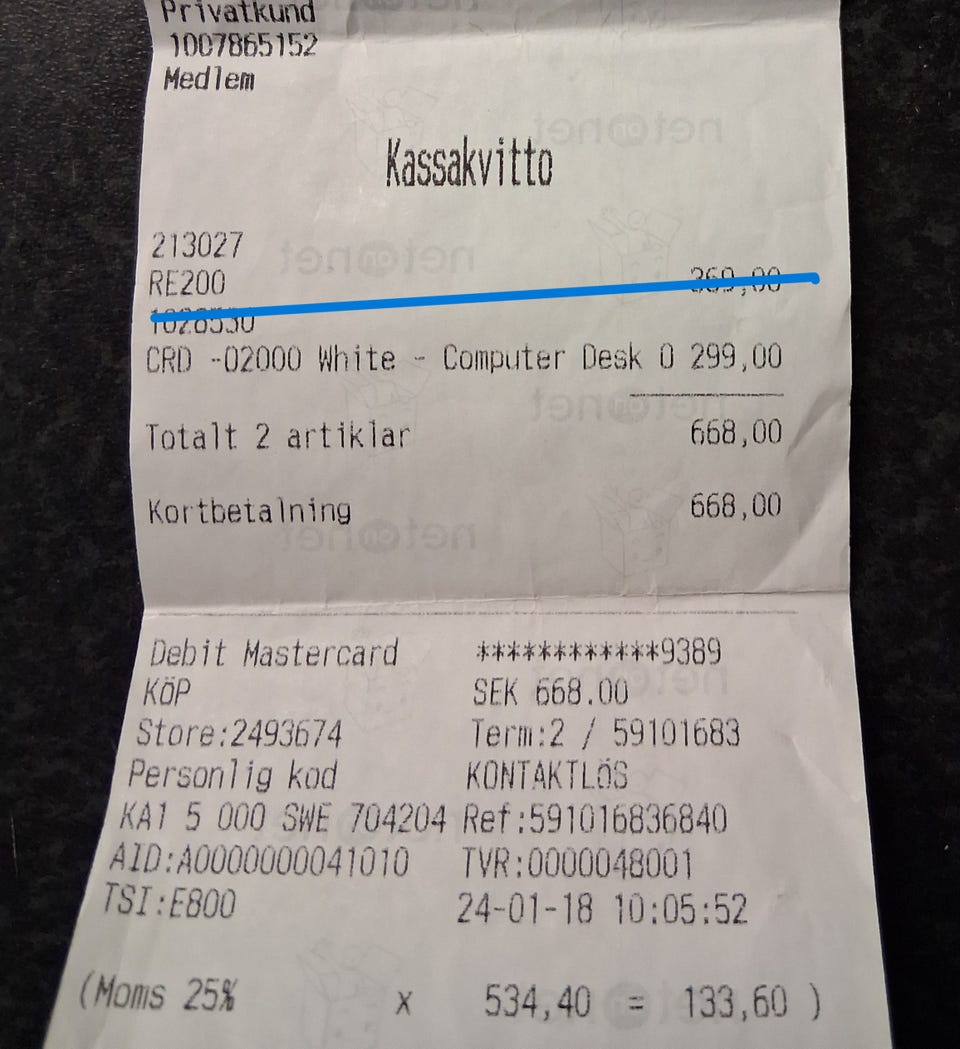 Privatkund
1007865152
Medlem
Kassakvitto
213027
RE200 369,00
1028530
CRD -02000 White - Computer Desk 0 299,00
Totalt 2 artiklar 668,00
Kortbetalning 668,00
Debit Mastercard ************9389
KÖP SEK 668.00
Store:2493674 Term:2 / 59101683
Personlig kod KONTAKTLÖS
KA1 5 000 SWE 704204 Ref:591016836840
AID:A0000000041010 TVR:0000048001
TSI:E800 24-01-18 10:05:52
(Moms 25% x 534,40 = 133,60 )